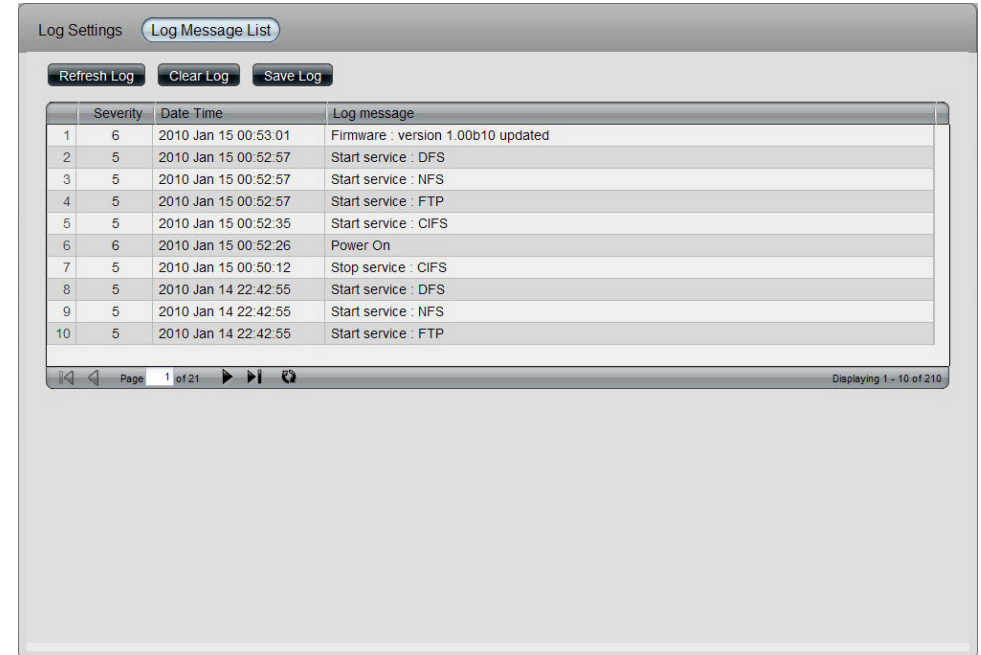 Log Settings Log Message List
Refresh Log Clear Log Save Log
Severity Date Time Log message
1 6 2010 Jan 15 00:53:01 Firmware : version 1.00b10 updated
2 5 2010 Jan 15 00:52:57 Start service : DFS
3 5 2010 Jan 15 00:52:57 Start service : NFS
4 5 2010 Jan 15 00:52:57 Start service : FTP
5 5 2010 Jan 15 00:52:35 Start service : CIFS
6 6 2010 Jan 15 00:52:26 Power On
7 5 2010 Jan 15 00:50:12 Stop service : CIFS
8 5 2010 Jan 14 22:42:55 Start service : DFS
9 5 2010 Jan 14 22:42:55 Start service : NFS
10 5 2010 Jan 14 22:42:55 Start service : FTP
Page 1 of 21 Displaying 1 - 10 of 210